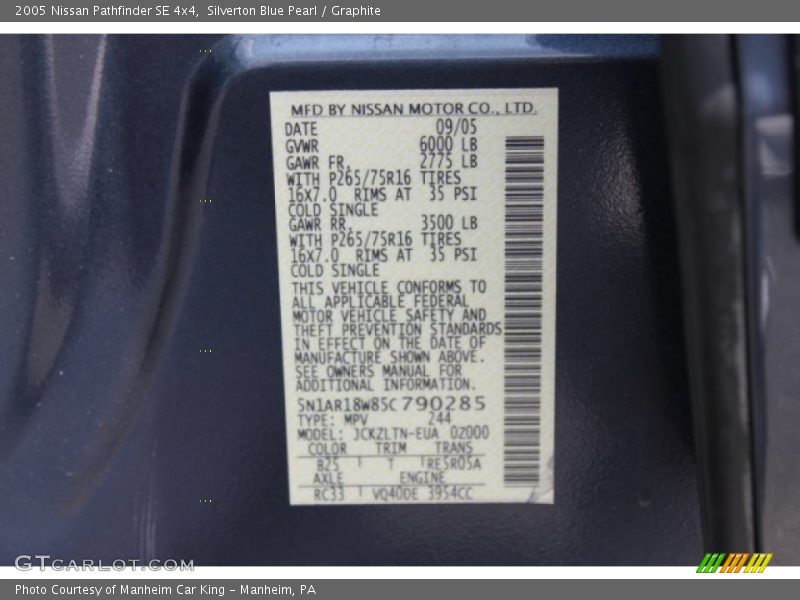 2005 Nissan Pathfinder SE 4x4,  Silverton Blue Pearl / Graphite
MFD BY NISSAN MOTOR CO., LTD.
DATE 09/05
GVWR 6000 LB
GAWR FR. 2775 LB
WITH P265/75R16 TIRES
16X7.0 RIMS AT 35 PSI
COLD SINGLE
GAWR RR. 3500 LB
WITH P265/75R16 TIRES
16X7.0 RIMS AT 35 PSI
COLD SINGLE
THIS VEHICLE CONFORMS TO
ALL APPLICABLE FEDERAL
MOTOR VEHICLE SAFETY AND
THEFT PREVENTION STANDARDS
IN EFFECT ON THE DATE OF
MANUFACTURE SHOWN ABOVE.
SEE OWNERS MANUAL FOR
ADDITIONAL INFORMATION.
5N1AR18W85C790285
TYPE: MPV 244
MODEL: JCKZLTN-EUA 0Z000
COLOR TRIM TRANS
B25 T RE5R05A
AXLE ENGINE
RC33 VQ40DE 3954CC
GTCARLOT.COM
Photo Courtesy of Manheim Car King - Manheim, PA